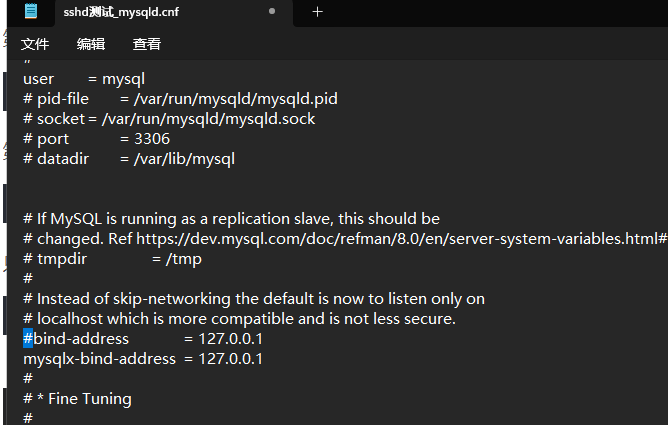 sshd测试_mysqld.cnf
文件 编辑 查看
#
user = mysql
# pid-file = /var/run/mysqld/mysqld.pid
# socket = /var/run/mysqld/mysqld.sock
# port = 3306
# datadir = /var/lib/mysql
# If MySQL is running as a replication slave, this should be
# changed. Ref https://dev.mysql.com/doc/refman/8.0/en/server-system-variables.html#
# tmpdir = /tmp
#
# Instead of skip-networking the default is now to listen only on
# localhost which is more compatible and is not less secure.
#bind-address = 127.0.0.1
mysqlx-bind-address = 127.0.0.1
#
# * Fine Tuning
#